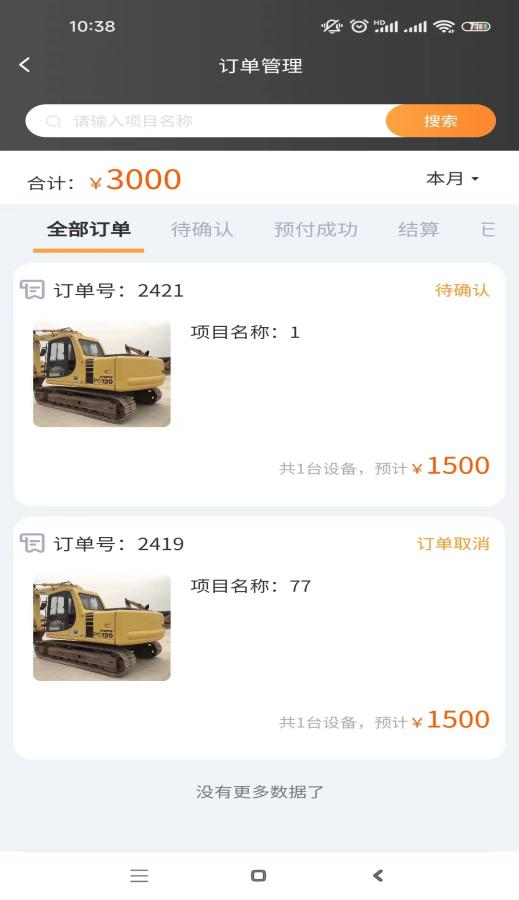 10:38
HD
订单管理
请输入项目名称
搜索
合计：¥3000
本月
全部订单 待确认 预付成功 结算
订单号：2421
待确认
项目名称：1
PC120
共1台设备，预计¥1500
订单号：2419
订单取消
项目名称：77
PC120
共1台设备，预计¥1500
没有更多数据了